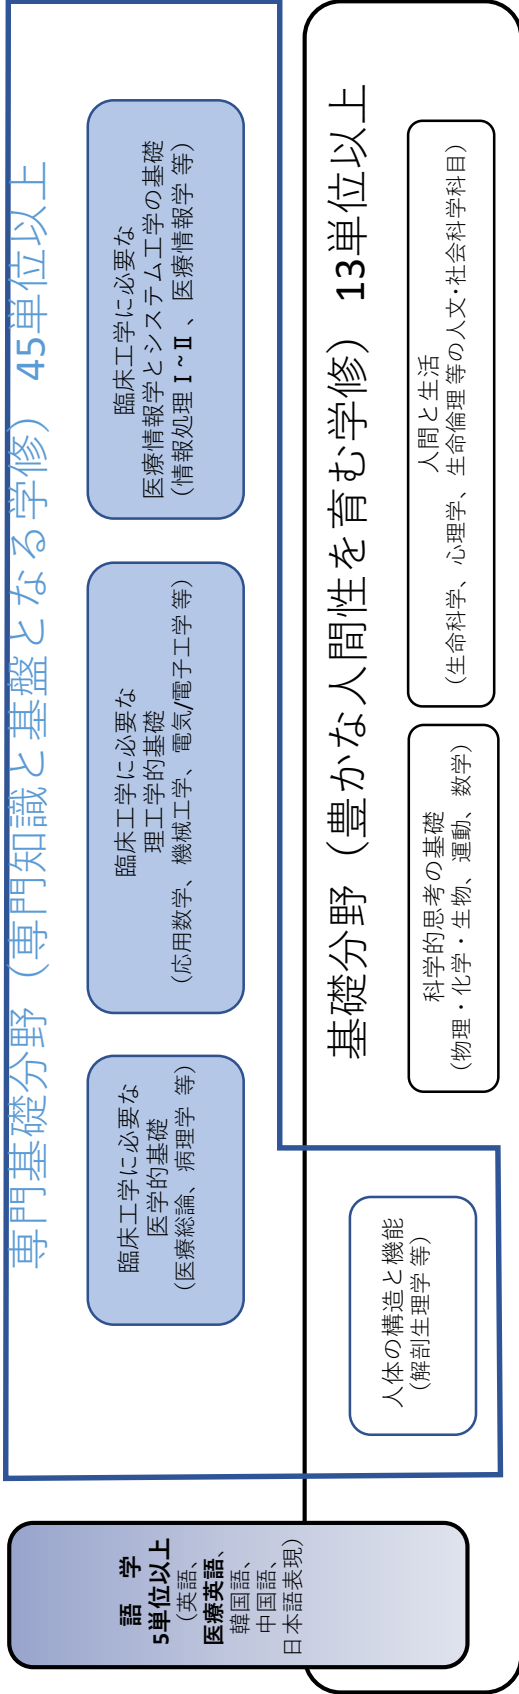 専門基礎分野（専門知識と基盤となる学修） 45単位以上
臨床工学に必要な
医学的基礎
（医療総論、病理学 等）
臨床工学に必要な
理工学的基礎
（応用数学、機械工学、電気/電子工学 等）
臨床工学に必要な
医療情報学とシステム工学の基礎
（情報処理Ⅰ~Ⅱ、医療情報学 等）
語　学
5単位以上
（英語、
医療英語、
韓国語、
中国語、
日本語表現）
基礎分野（豊かな人間性を育む学修） 13単位以上
人体の構造と機能
（解剖生理学 等）
科学的思考の基礎
（物理・化学・生物、運動、数学）
人間と生活
（生命科学、心理学、生命倫理 等の人文・社会科学科目）